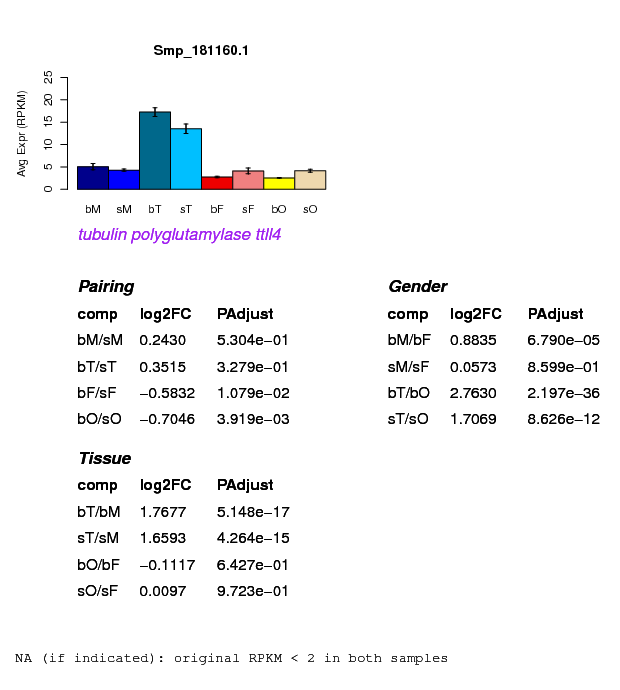 Smp_181160.1
Avg Expr (RPKM)
25
20
15
10
5
0
bM sM bT sT bF sF bO sO
tubulin polyglutamylase ttll4
Pairing
comp log2FC PAdjust
bM/sM 0.2430 5.304e−01
bT/sT 0.3515 3.279e−01
bF/sF −0.5832 1.079e−02
bO/sO −0.7046 3.919e−03
Gender
comp log2FC PAdjust
bM/bF 0.8835 6.790e−05
sM/sF 0.0573 8.599e−01
bT/bO 2.7630 2.197e−36
sT/sO 1.7069 8.626e−12
Tissue
comp log2FC PAdjust
bT/bM 1.7677 5.148e−17
sT/sM 1.6593 4.264e−15
bO/bF −0.1117 6.427e−01
sO/sF 0.0097 9.723e−01
NA (if indicated): original RPKM < 2 in both samples